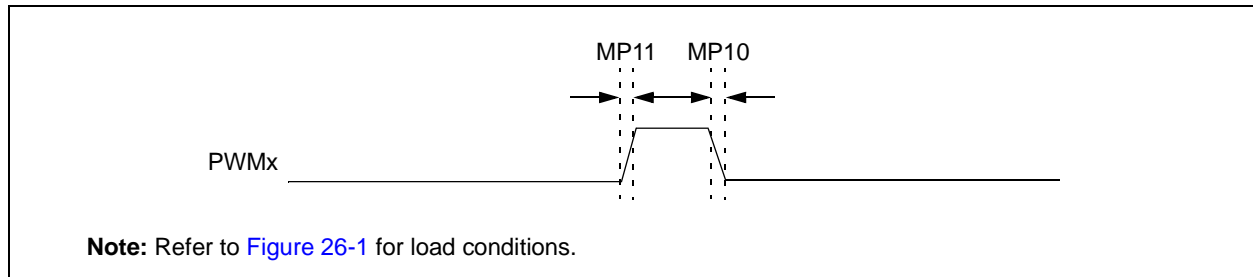 MP11 MP10
PWMx
Note: Refer to Figure 26-1 for load conditions.